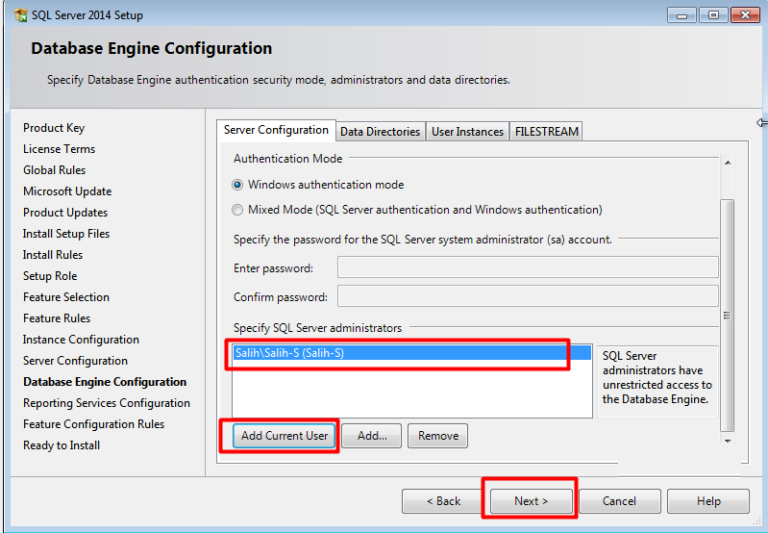 SQL Server 2014 Setup
Database Engine Configuration
Specify Database Engine authentication security mode, administrators and data directories.
Product Key
License Terms
Global Rules
Microsoft Update
Product Updates
Install Setup Files
Install Rules
Setup Role
Feature Selection
Feature Rules
Instance Configuration
Server Configuration
Database Engine Configuration
Reporting Services Configuration
Feature Configuration Rules
Ready to Install
Server Configuration Data Directories User Instances FILESTREAM
Authentication Mode
Windows authentication mode
Mixed Mode (SQL Server authentication and Windows authentication)
Specify the password for the SQL Server system administrator (sa) account.
Enter password:
Confirm password:
Specify SQL Server administrators
Salih\Salih-S (Salih-S)
SQL Server
administrators have
unrestricted access to
the Database Engine.
Add Current User Add... Remove
< Back Next > Cancel Help